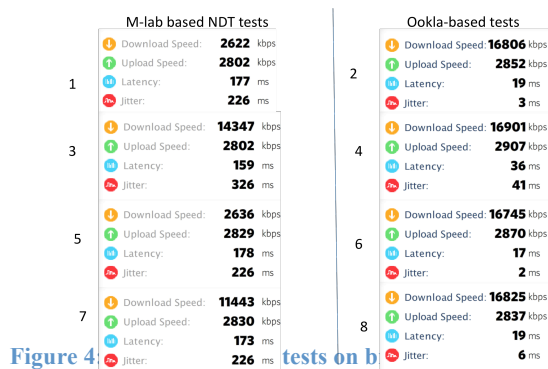 M-lab based NDT tests
Ookla-based tests
1
Download Speed: 2622 kbps
Upload Speed: 2802 kbps
Latency: 177 ms
Jitter: 226 ms
2
Download Speed: 16806 kbps
Upload Speed: 2852 kbps
Latency: 19 ms
Jitter: 3 ms
3
Download Speed: 14347 kbps
Upload Speed: 2802 kbps
Latency: 159 ms
Jitter: 326 ms
4
Download Speed: 16901 kbps
Upload Speed: 2907 kbps
Latency: 36 ms
Jitter: 41 ms
5
Download Speed: 2636 kbps
Upload Speed: 2829 kbps
Latency: 178 ms
Jitter: 226 ms
6
Download Speed: 16745 kbps
Upload Speed: 2870 kbps
Latency: 17 ms
Jitter: 2 ms
7
Download Speed: 11443 kbps
Upload Speed: 2830 kbps
Latency: 173 ms
Jitter: 226 ms
8
Download Speed: 16825 kbps
Upload Speed: 2837 kbps
Latency: 19 ms
Jitter: 6 ms
Figure 4: tests on